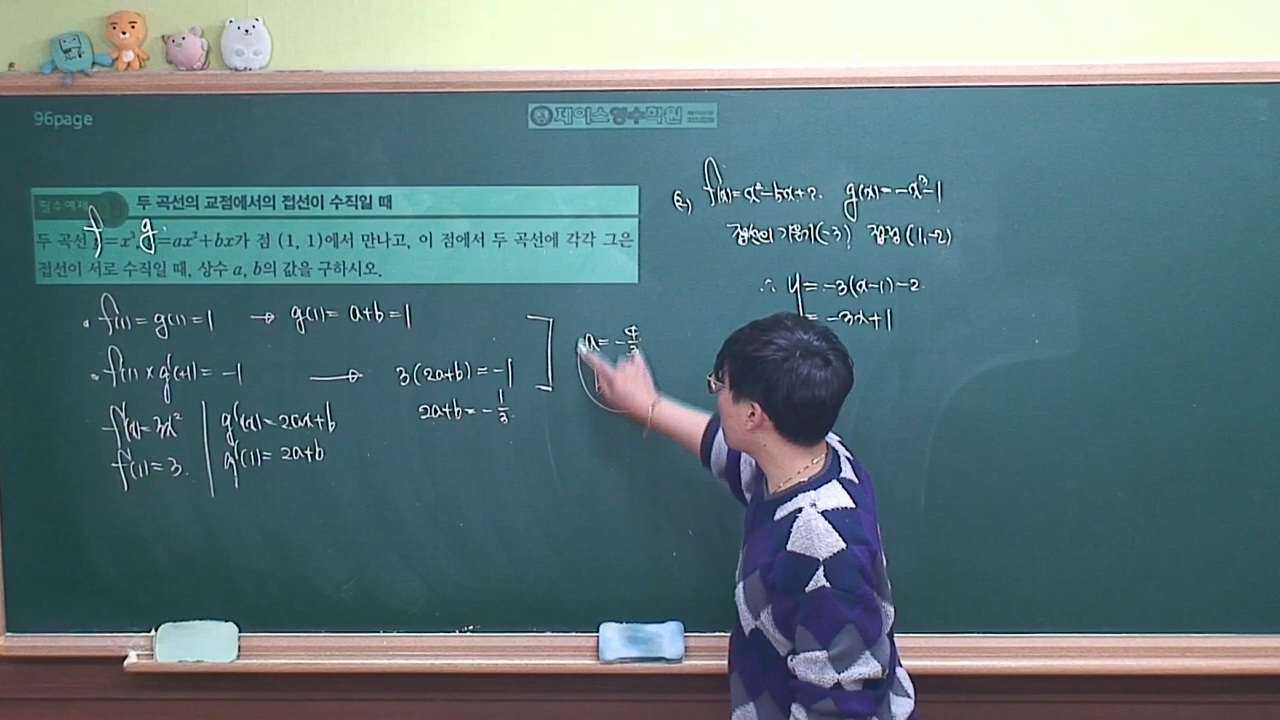 96page
제이스영수학원
필수예제 두 곡선의 교점에서의 접선이 수직일 때
f g
두 곡선 y=x³, y=ax²+bx가 점 (1, 1)에서 만나고, 이 점에서 두 곡선에 각각 그은
접선이 서로 수직일 때, 상수 a, b의 값을 구하시오.
f(1)=g(1)=1 → g(1)= a+b=1
f'(1)×g'(1)= -1 → 3(2a+b)=-1
2a+b=-1/3
f'(x)=3x² | g'(x)=2ax+b
f'(1)=3. | g'(1)=2a+b
a=-4/3
f(x)=x²-5x+2. g(x)=-x³-1
접선의 기울기(-3) 접점(1,-2)
∴ y=-3(x-1)-2
= -3x+1